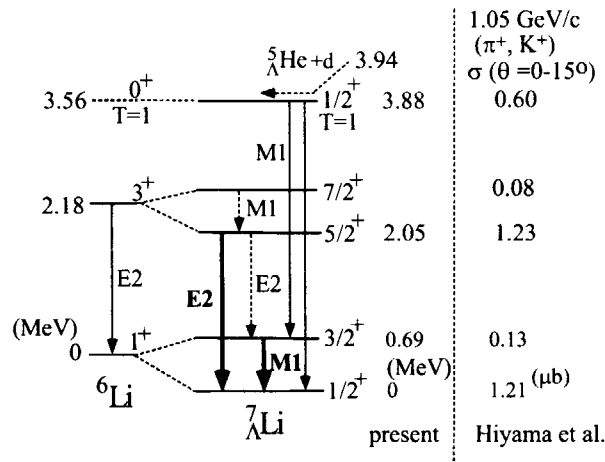 1.05 GeV/c
(π⁺, K⁺)
σ (θ =0-15º)
⁵ΛHe +d 3.94
3.56 0⁺ T=1 1/2⁺ T=1 3.88 0.60
M1
2.18 3⁺ 7/2⁺ 0.08
M1
5/2⁺ 2.05 1.23
E2 E2 E2
(MeV)
0 1⁺ 3/2⁺ 0.69 0.13
M1 (MeV)
1/2⁺ 0 1.21 (μb)
⁶Li ⁷ΛLi
present Hiyama et al.